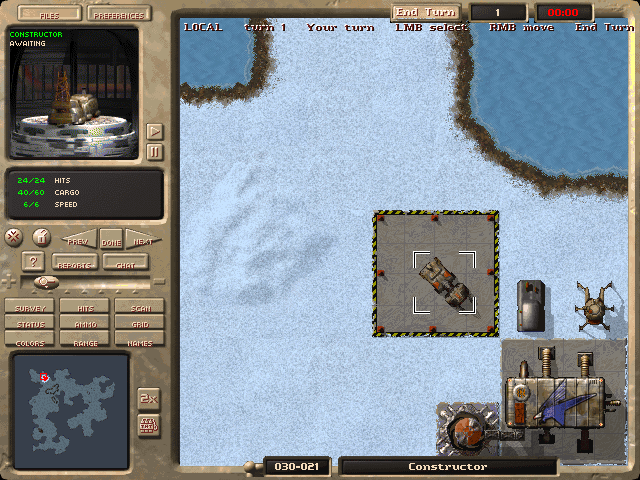 FILES PREFERENCES End Turn 1 00:00
LOCAL turn 1 Your turn LMB select RMB move End Turn
CONSTRUCTOR
AWAITING
24/24 HITS
40/60 CARGO
6/6 SPEED
PREV DONE NEXT
? REPORTS CHAT
SURVEY HITS SCAN
STATUS AMMO GRID
COLORS RANGE NAMES
2x
030-021 Constructor